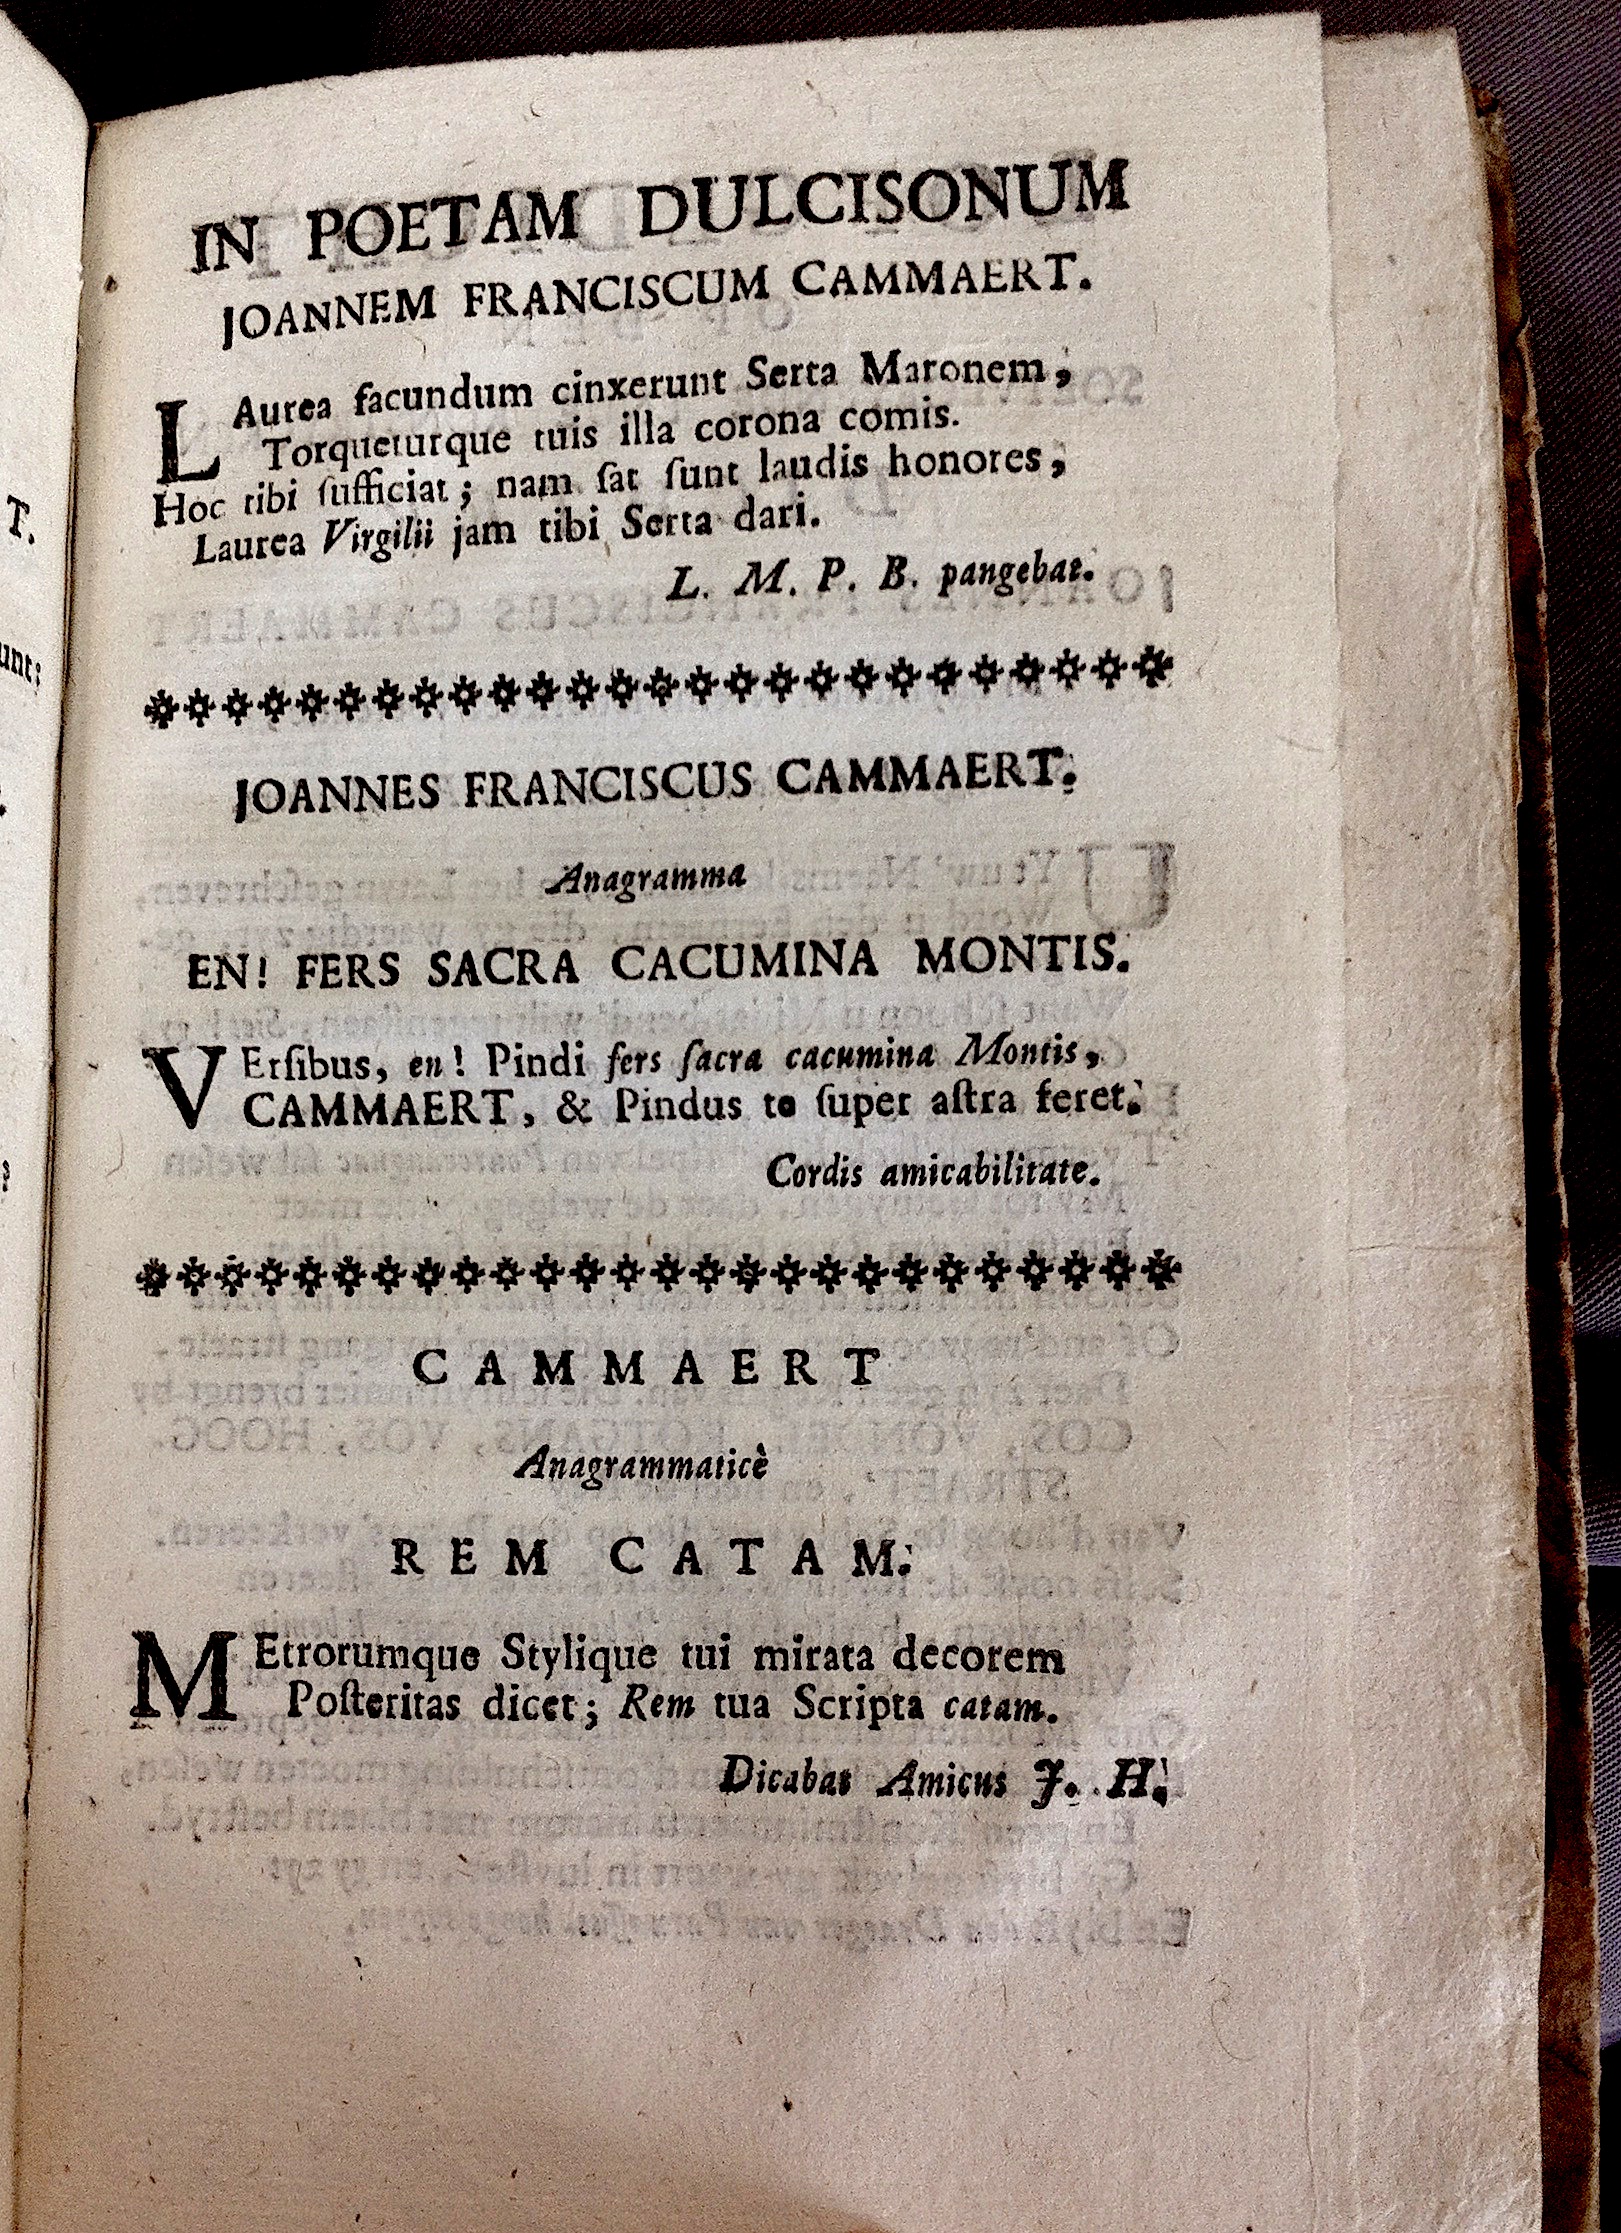 IN POETAM DULCISONUM
JOANNEM FRANCISCUM CAMMAERT.
LAurea facundum cinxerunt Serta Maronem,
Torqueturque tuis illa corona comis.
Hoc tibi ſufficiat; nam ſat ſunt laudis honores,
Laurea Virgilii jam tibi Serta dari.
L. M. P. B. pangebat.
JOANNES FRANCISCUS CAMMAERT.
Anagramma
EN! FERS SACRA CACUMINA MONTIS.
VErſibus, en! Pindi fers ſacra cacumina Montis,
CAMMAERT, & Pindus te ſuper aſtra feret.
Cordis amicabilitate.
CAMMAERT
Anagrammaticè
REM CATAM.
MEtrorumque Stylique tui mirata decorem
Poſteritas dicet; Rem tua Scripta catam.
Dicabat Amicus J. H.